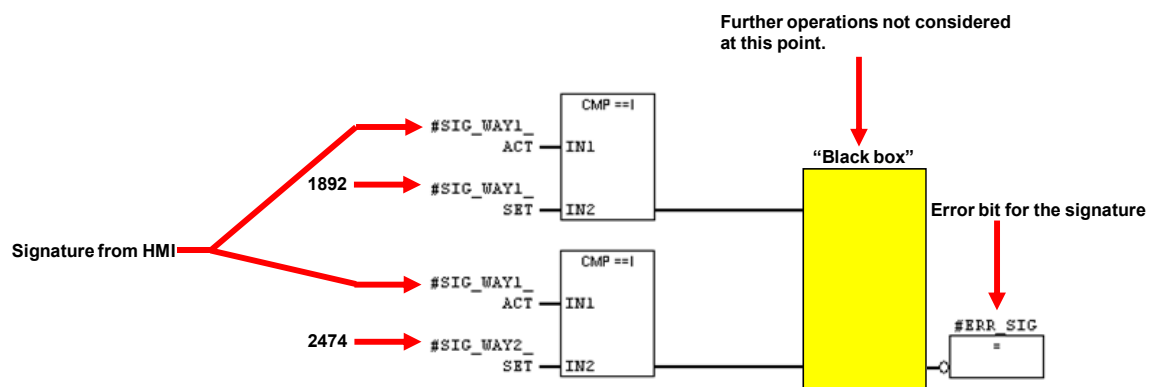 Further operations not considered
at this point.
CMP ==I
#SIG_WAY1_
ACT
IN1
"Black box"
1892
#SIG_WAY1_
SET
IN2
Error bit for the signature
Signature from HMI
CMP ==I
#SIG_WAY1_
ACT
IN1
#ERR_SIG
=
2474
#SIG_WAY2_
SET
IN2